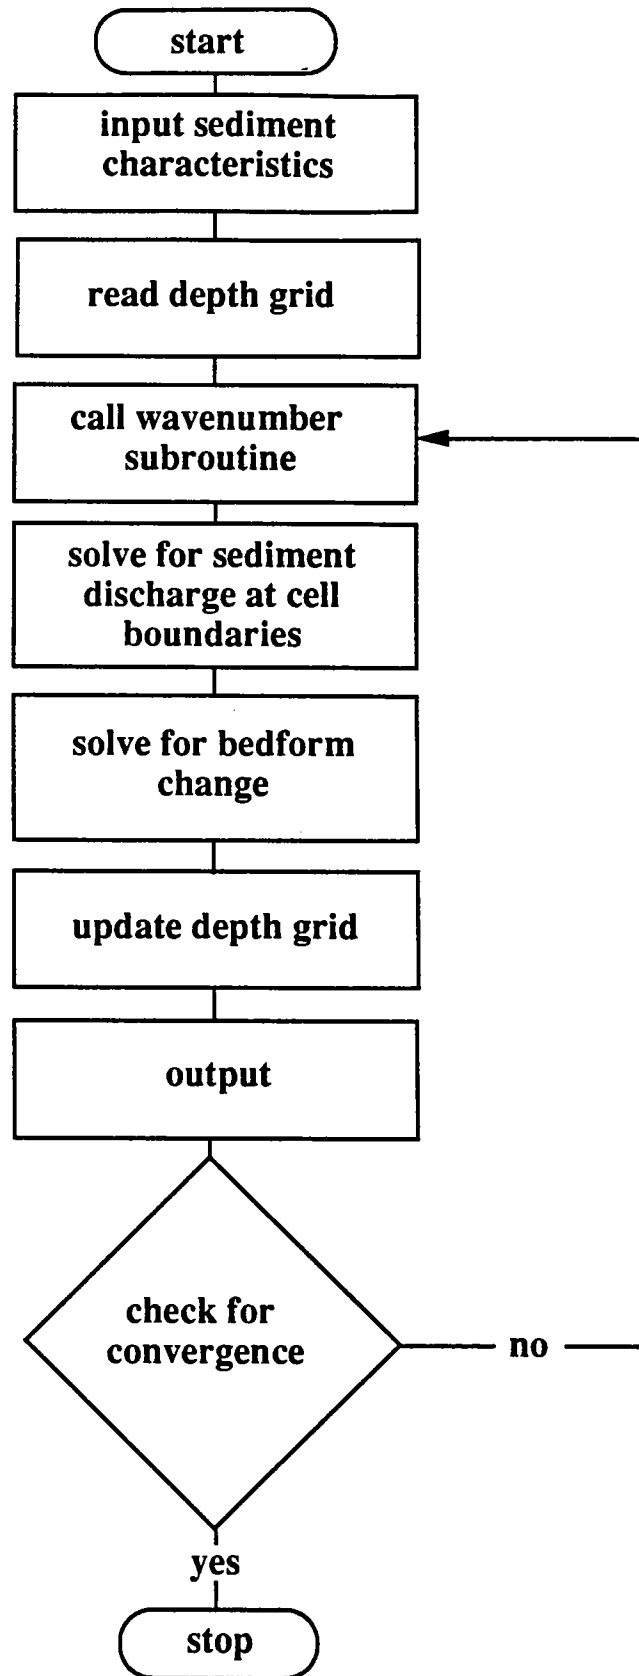 start
input sediment
characteristics
read depth grid
call wavenumber
subroutine
solve for sediment
discharge at cell
boundaries
solve for bedform
change
update depth grid
output
check for
convergence
no
yes
stop